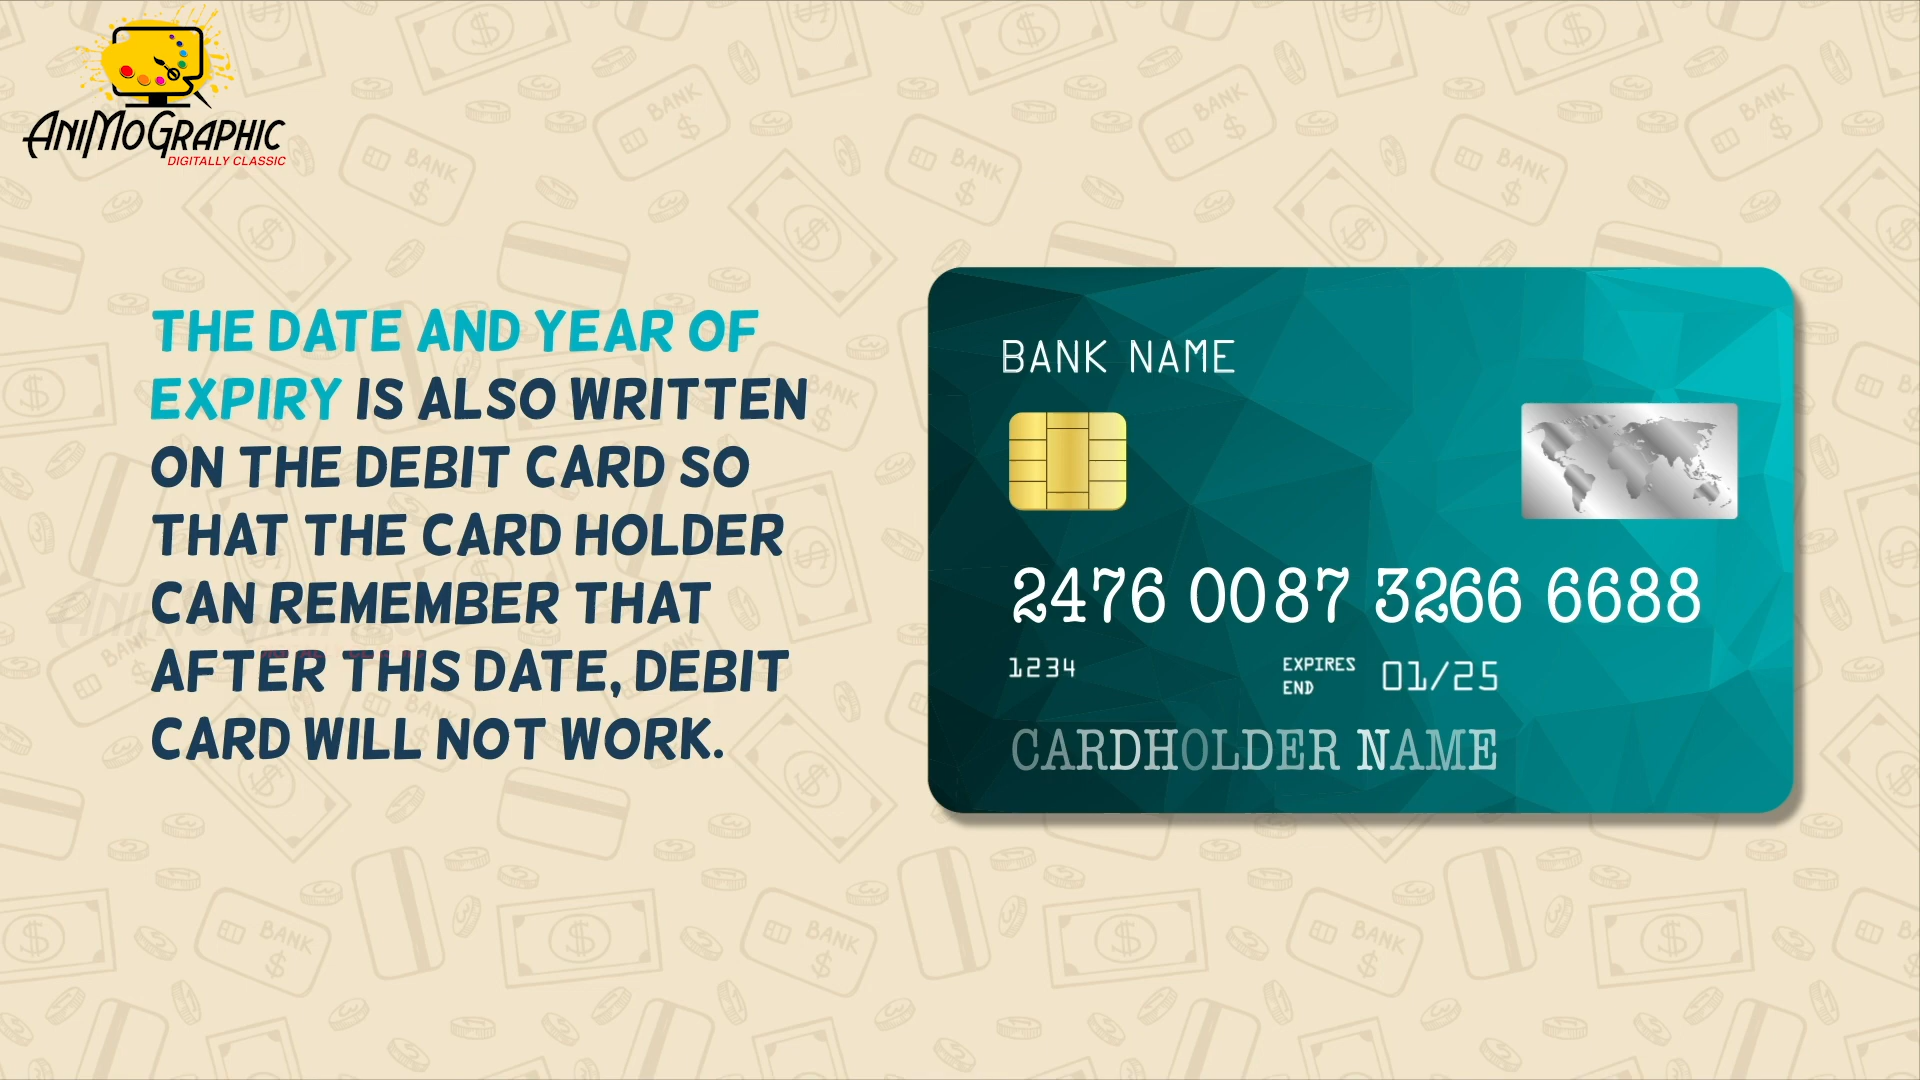 AniMoGraphic
DIGITALLY CLASSIC
THE DATE AND YEAR OF
EXPIRY IS ALSO WRITTEN
ON THE DEBIT CARD SO
THAT THE CARD HOLDER
CAN REMEMBER THAT
AFTER THIS DATE, DEBIT
CARD WILL NOT WORK.
BANK NAME
2476 0087 3266 6688
1234
EXPIRES
END
01/25
CARDHOLDER NAME